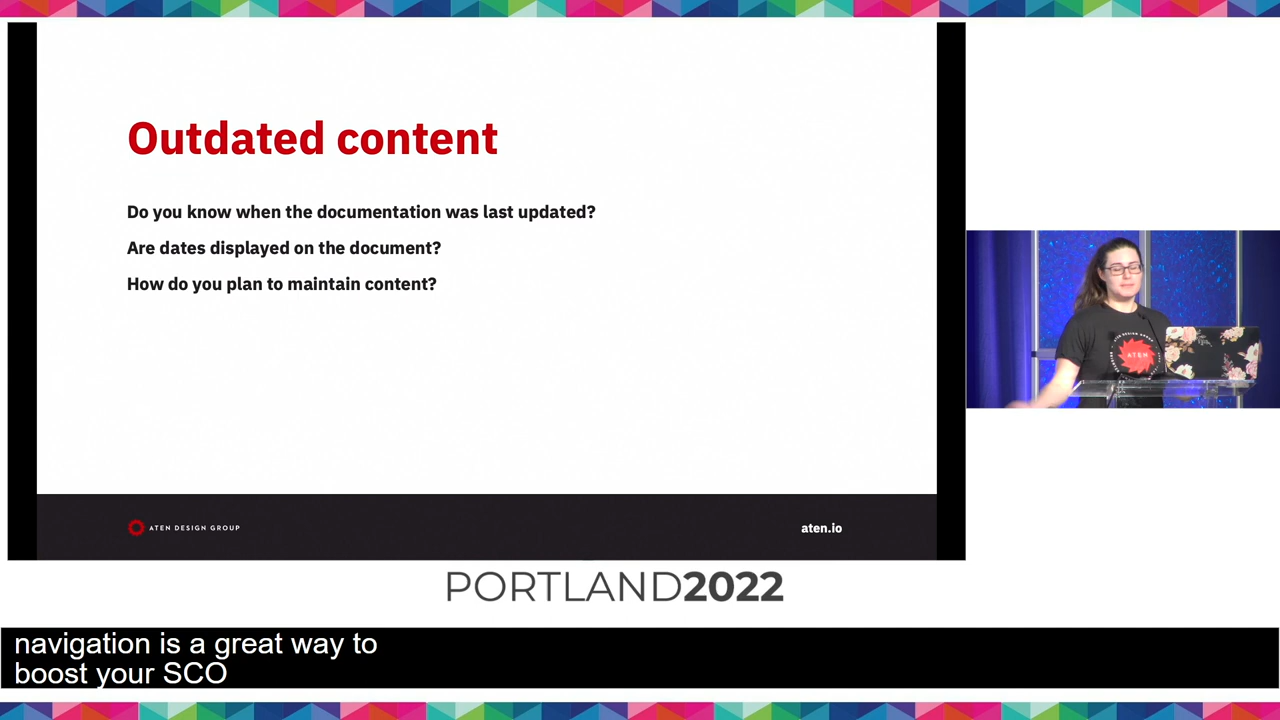 Outdated content
Do you know when the documentation was last updated?
Are dates displayed on the document?
How do you plan to maintain content?
ATEN DESIGN GROUP
aten.io
ATEN
PORTLAND2022
navigation is a great way to
boost your SCO